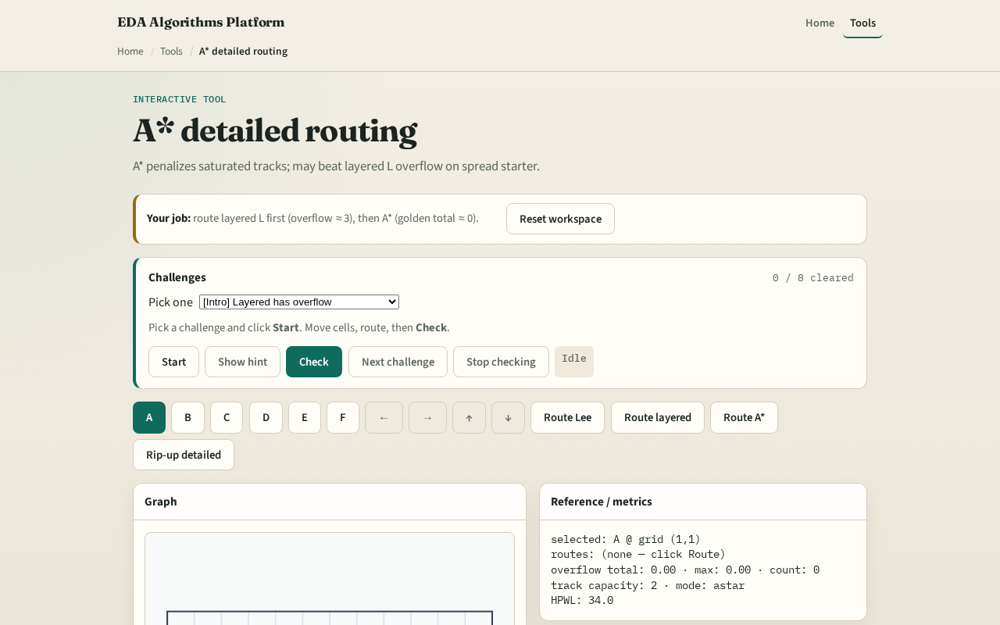 EDA Algorithms Platform
Home
Tools
Home / Tools / A* detailed routing
INTERACTIVE TOOL
A* detailed routing
A* penalizes saturated tracks; may beat layered L overflow on spread starter.
Your job: route layered L first (overflow ≈ 3), then A* (golden total ≈ 0).
Reset workspace
Challenges
0 / 8 cleared
Pick one
[Intro] Layered has overflow
Pick a challenge and click Start. Move cells, route, then Check.
Start
Show hint
Check
Next challenge
Stop checking
Idle
A
B
C
D
E
F
←
→
↑
↓
Route Lee
Route layered
Route A*
Rip-up detailed
Graph
Reference / metrics
selected: A @ grid (1,1)
routes: (none — click Route)
overflow total: 0.00 · max: 0.00 · count: 0
track capacity: 2 · mode: astar
HPWL: 34.0